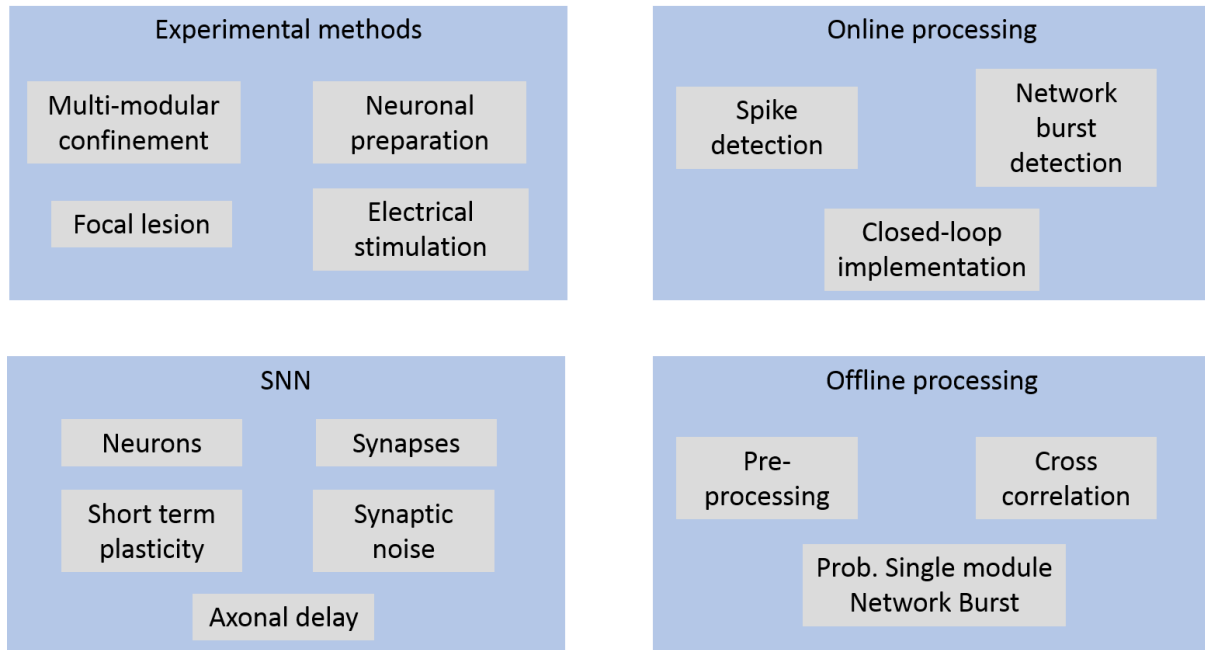 Experimental methods
Multi-modular
confinement
Neuronal
preparation
Focal lesion
Electrical
stimulation
Online processing
Spike
detection
Network
burst
detection
Closed-loop
implementation
SNN
Neurons
Synapses
Short term
plasticity
Synaptic
noise
Axonal delay
Offline processing
Pre-
processing
Cross
correlation
Prob. Single module
Network Burst